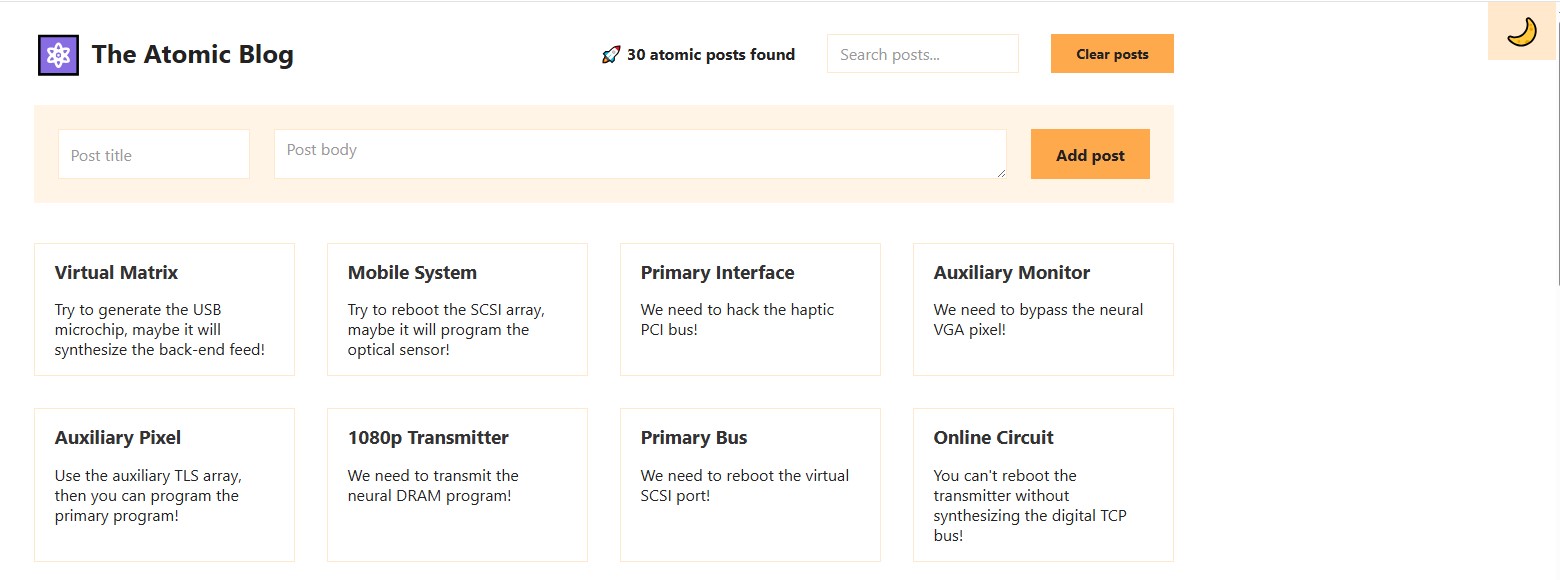 The Atomic Blog
🚀 30 atomic posts found
Search posts...
Clear posts
Post title
Post body
Add post
Virtual Matrix
Try to generate the USB
microchip, maybe it will
synthesize the back-end feed!
Mobile System
Try to reboot the SCSI array,
maybe it will program the
optical sensor!
Primary Interface
We need to hack the haptic
PCI bus!
Auxiliary Monitor
We need to bypass the neural
VGA pixel!
Auxiliary Pixel
Use the auxiliary TLS array,
then you can program the
primary program!
1080p Transmitter
We need to transmit the
neural DRAM program!
Primary Bus
We need to reboot the virtual
SCSI port!
Online Circuit
You can't reboot the
transmitter without
synthesizing the digital TCP
bus!